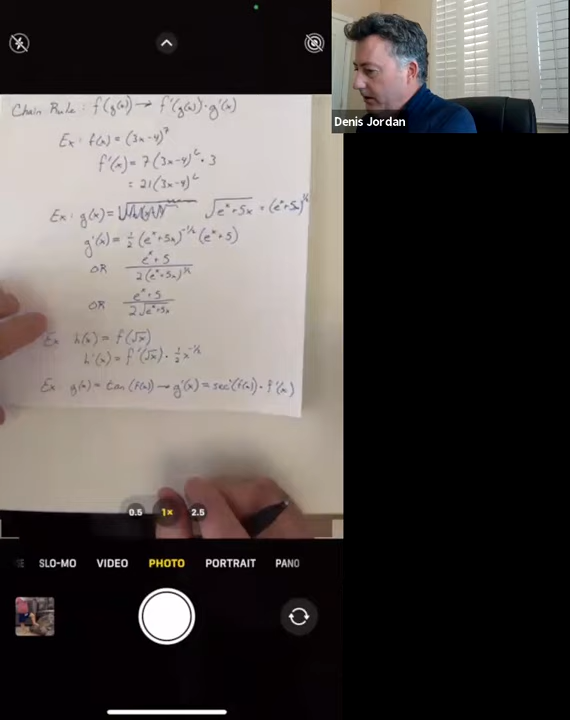 Denis Jordan
Chain Rule: f(g(x)) → f'(g(x))·g'(x)
Ex: f(x) = (3x-4)⁷
f'(x) = 7(3x-4)⁶·3
= 21(3x-4)⁶
Ex: g(x) = √(eˣ+5x) = (eˣ+5x)^½
g'(x) = ½(eˣ+5x)^-½(eˣ+5)
OR (eˣ+5)/(2(eˣ+5x)^½)
OR (eˣ+5)/(2√(eˣ+5x))
Ex h(x) = f(√x)
h'(x) = f'(√x)·½x^-½
Ex: g(x) = tan(f(x)) → g'(x) = sec²(f(x))·f'(x)
0.5 1× 2.5
SLO-MO VIDEO PHOTO PORTRAIT PANO